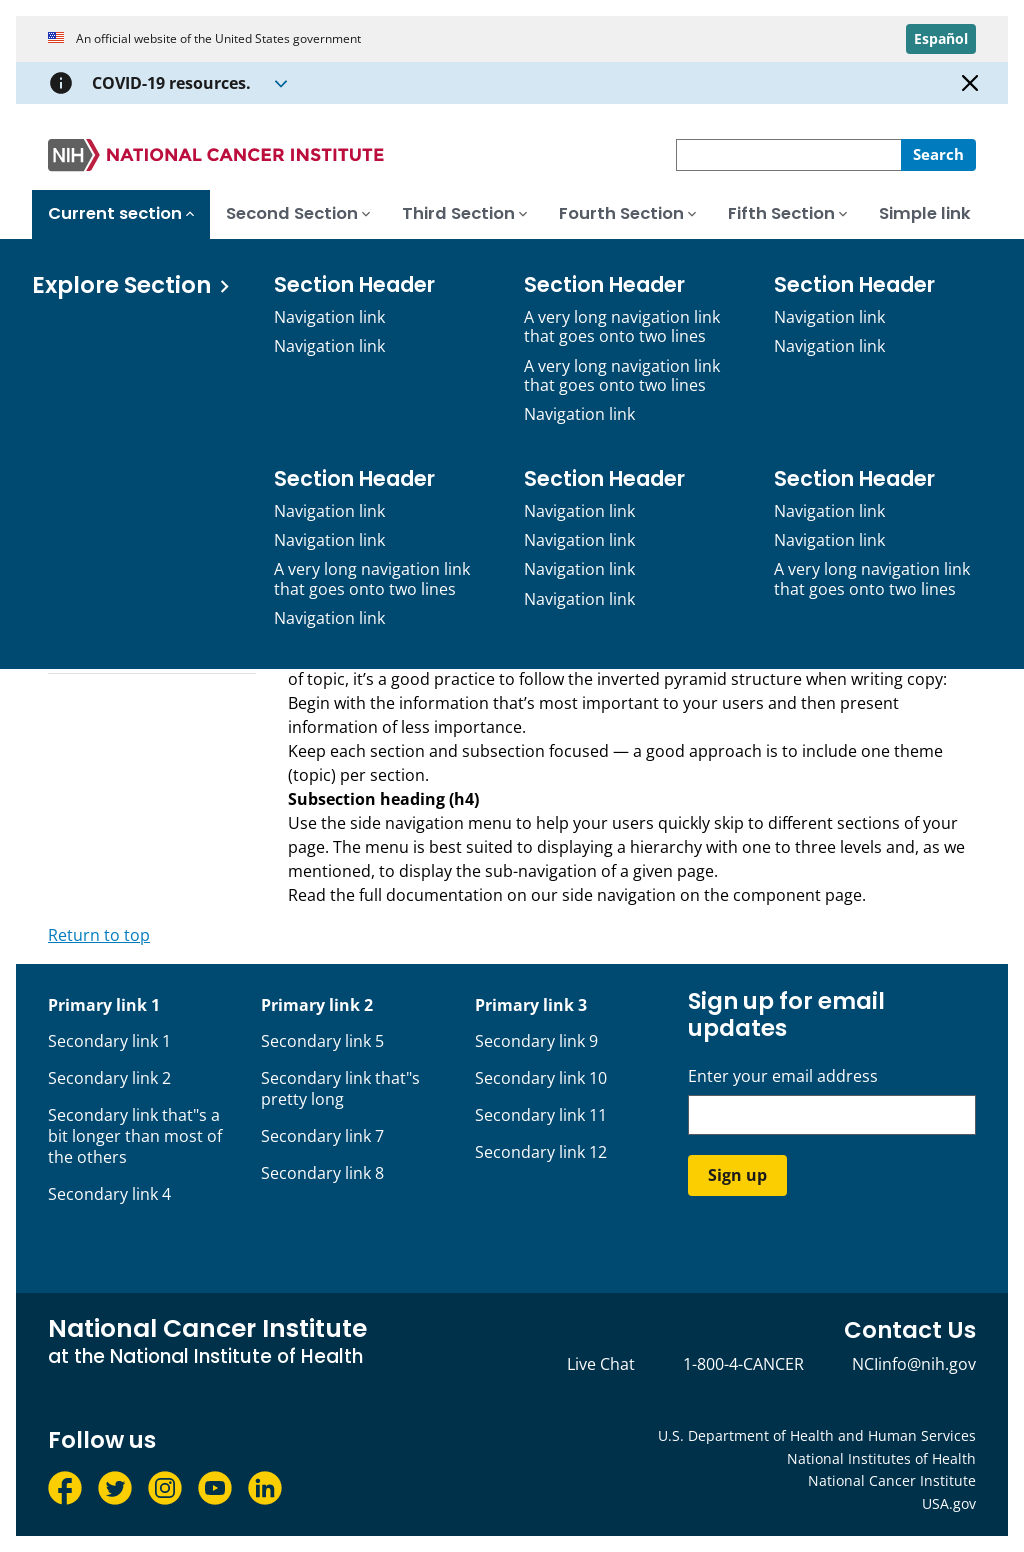 An official website of the United States government
Español
COVID-19 resources.
NIH NATIONAL CANCER INSTITUTE
Search
Current section
Second Section
Third Section
Fourth Section
Fifth Section
Simple link
Explore Section
Section Header
Navigation link
Navigation link
Section Header
A very long navigation link
that goes onto two lines
A very long navigation link
that goes onto two lines
Navigation link
Section Header
Navigation link
Navigation link
Section Header
Navigation link
Navigation link
A very long navigation link
that goes onto two lines
Navigation link
Section Header
Navigation link
Navigation link
Navigation link
Navigation link
Section Header
Navigation link
Navigation link
A very long navigation link
that goes onto two lines
of topic, it’s a good practice to follow the inverted pyramid structure when writing copy:
Begin with the information that’s most important to your users and then present
information of less importance.
Keep each section and subsection focused — a good approach is to include one theme
(topic) per section.
Subsection heading (h4)
Use the side navigation menu to help your users quickly skip to different sections of your
page. The menu is best suited to displaying a hierarchy with one to three levels and, as we
mentioned, to display the sub-navigation of a given page.
Read the full documentation on our side navigation on the component page.
Return to top
Primary link 1
Secondary link 1
Secondary link 2
Secondary link that"s a
bit longer than most of
the others
Secondary link 4
Primary link 2
Secondary link 5
Secondary link that"s
pretty long
Secondary link 7
Secondary link 8
Primary link 3
Secondary link 9
Secondary link 10
Secondary link 11
Secondary link 12
Sign up for email
updates
Enter your email address
Sign up
National Cancer Institute
at the National Institute of Health
Contact Us
Live Chat
1-800-4-CANCER
NCIinfo@nih.gov
Follow us
U.S. Department of Health and Human Services
National Institutes of Health
National Cancer Institute
USA.gov